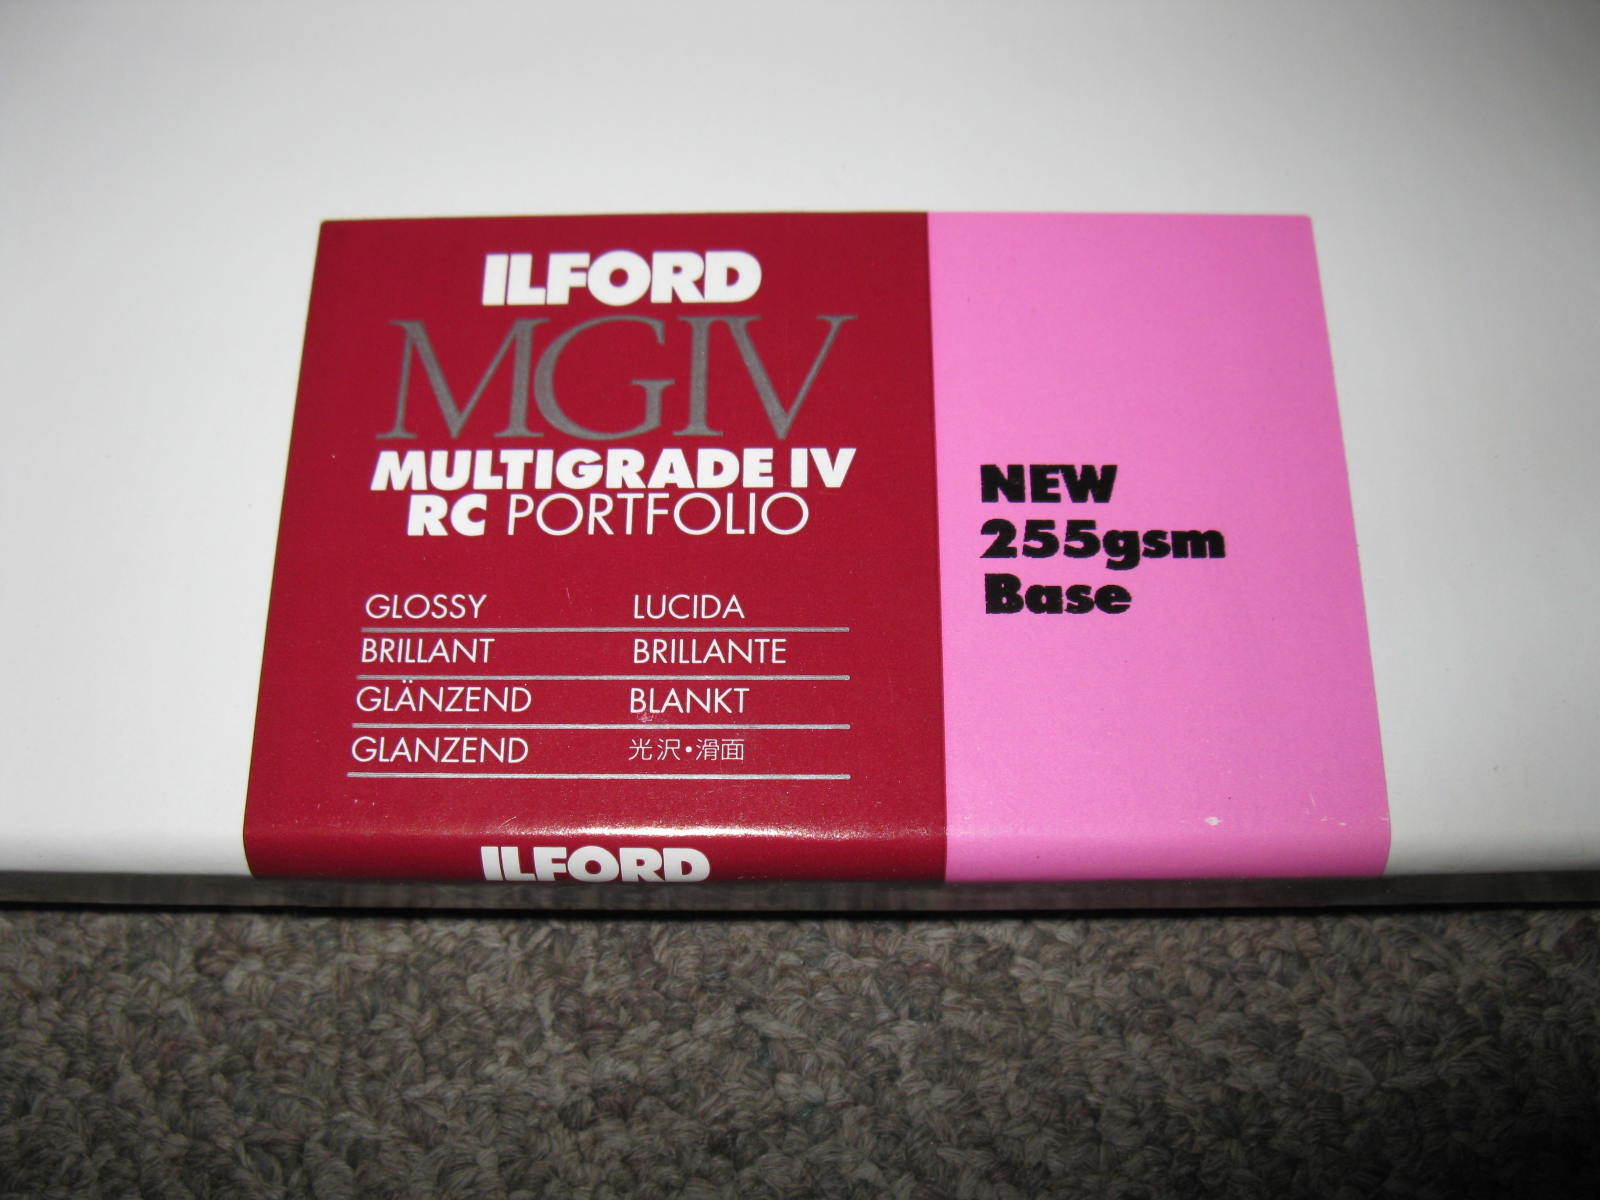 ILFORD
MGIV
MULTIGRADE IV
RC PORTFOLIO
GLOSSY LUCIDA
BRILLANT BRILLANTE
GLÄNZEND BLANKT
GLANZEND 光沢・滑面
ILFORD
NEW
255gsm
Base